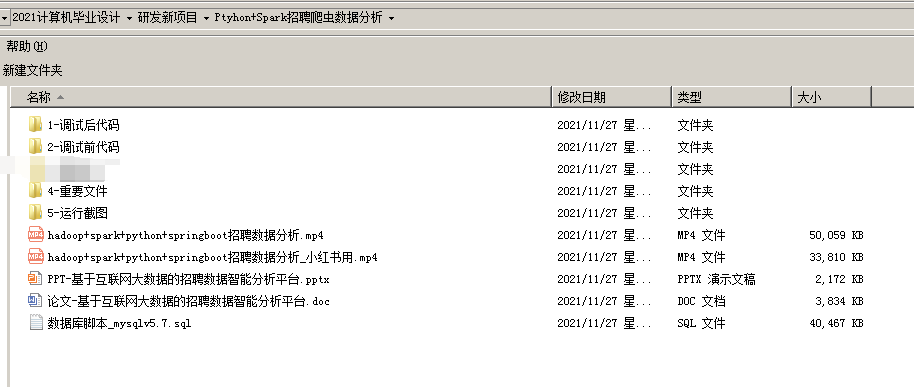 2021计算机毕业设计 研发新项目 Ptyhon+Spark招聘爬虫数据分析
帮助(H)
新建文件夹
名称 修改日期 类型 大小
1-调试后代码 2021/11/27 星... 文件夹
2-调试前代码 2021/11/27 星... 文件夹
2021/11/27 星... 文件夹
4-重要文件 2021/11/27 星... 文件夹
5-运行截图 2021/11/27 星... 文件夹
hadoop+spark+python+springboot招聘数据分析.mp4 2021/11/27 星... MP4 文件 50,059 KB
hadoop+spark+python+springboot招聘数据分析_小红书用.mp4 2021/11/27 星... MP4 文件 33,810 KB
PPT-基于互联网大数据的招聘数据智能分析平台.pptx 2021/11/27 星... PPTX 演示文稿 2,172 KB
论文-基于互联网大数据的招聘数据智能分析平台.doc 2021/11/27 星... DOC 文档 3,834 KB
数据库脚本_mysqlv5.7.sql 2021/11/27 星... SQL 文件 40,467 KB